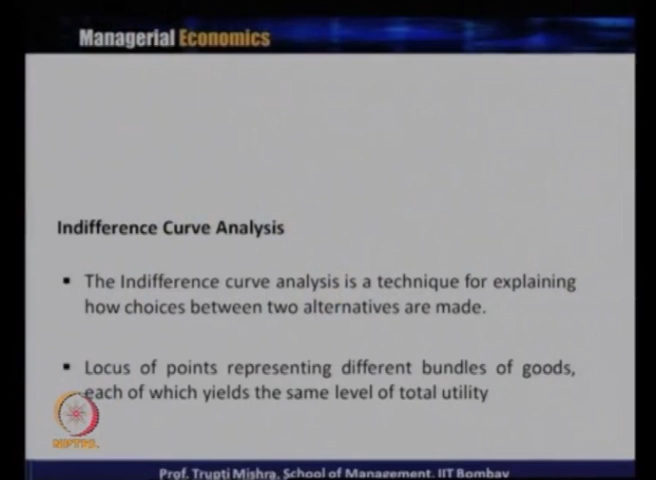 Managerial Economics
Indifference Curve Analysis
▪ The Indifference curve analysis is a technique for explaining
how choices between two alternatives are made.
▪ Locus of points representing different bundles of goods,
each of which yields the same level of total utility
NPTEL
Prof. Trupti Mishra, School of Management, IIT Bombay